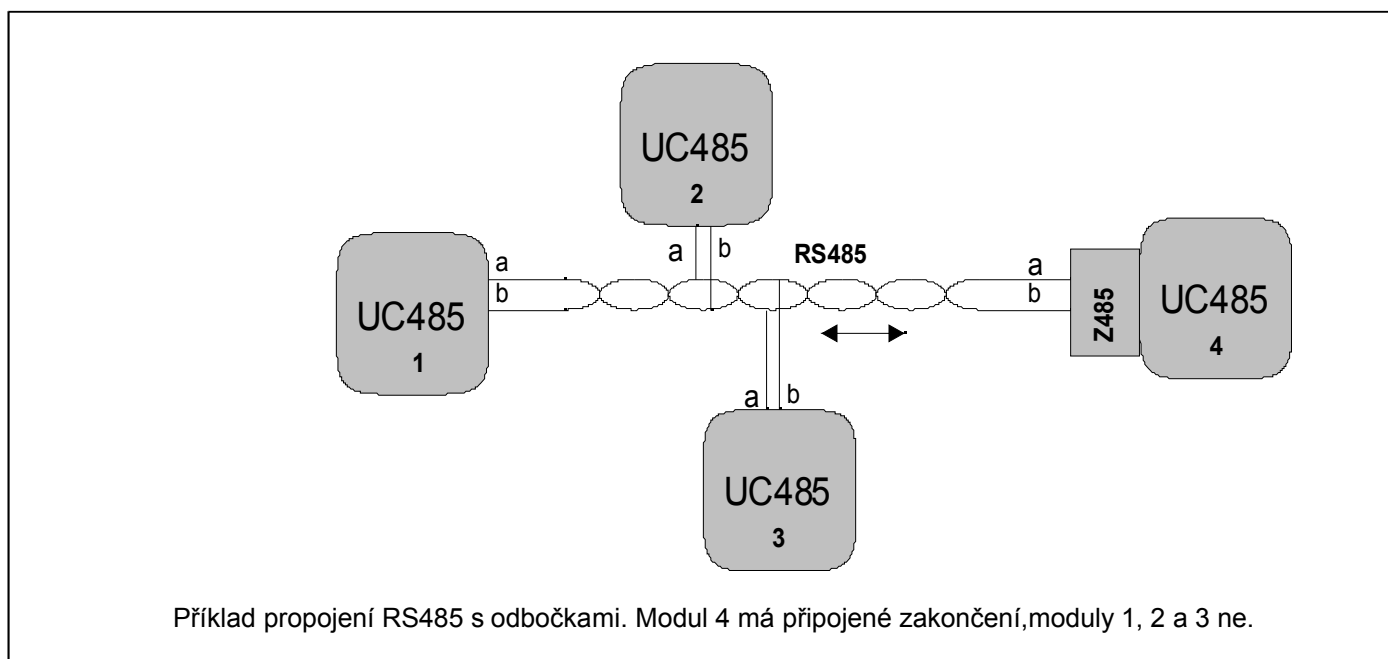 UC485
2
a b
RS485
a
b
UC485
1
a
b
Z485
UC485
4
a b
UC485
3
Příklad propojení RS485 s odbočkami. Modul 4 má připojené zakončení,moduly 1, 2 a 3 ne.